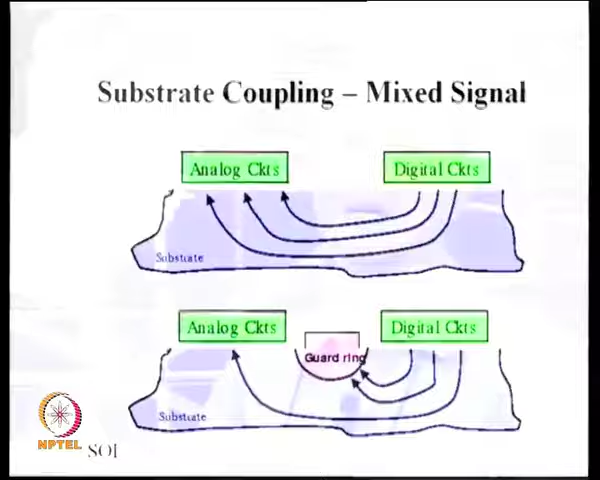 Substrate Coupling – Mixed Signal
Analog Ckts
Digital Ckts
Substrate
Analog Ckts
Digital Ckts
Guard ring
Substrate
NPTEL
SOI